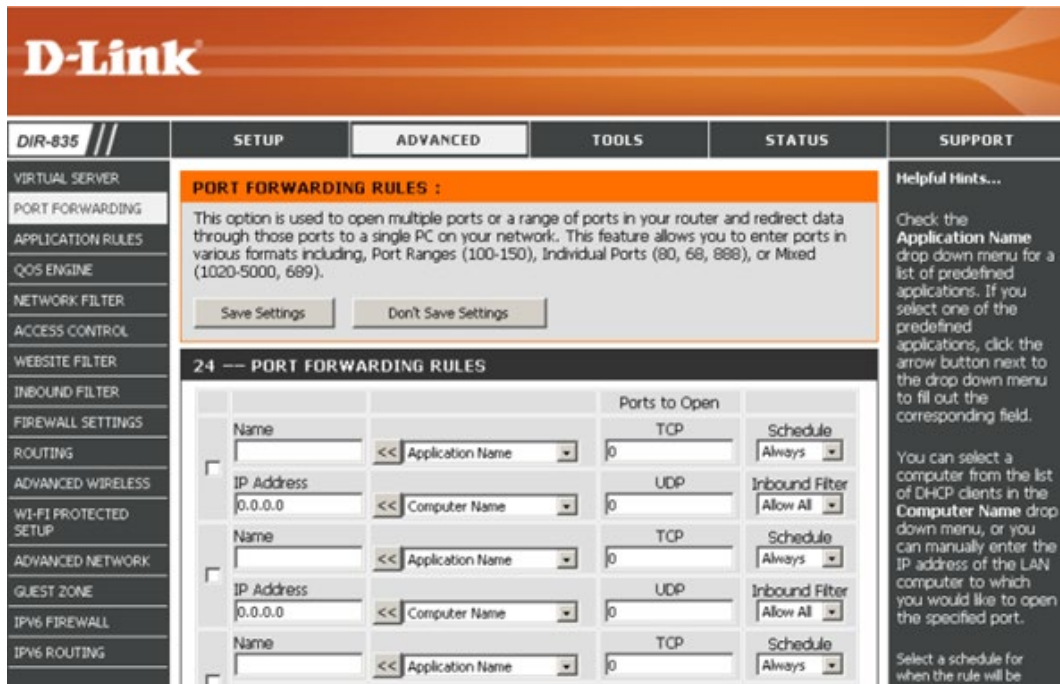 D-Link
DIR-835
SETUP
ADVANCED
TOOLS
STATUS
SUPPORT
VIRTUAL SERVER
PORT FORWARDING
APPLICATION RULES
QOS ENGINE
NETWORK FILTER
ACCESS CONTROL
WEBSITE FILTER
INBOUND FILTER
FIREWALL SETTINGS
ROUTING
ADVANCED WIRELESS
WI-FI PROTECTED
SETUP
ADVANCED NETWORK
GUEST ZONE
IPV6 FIREWALL
IPV6 ROUTING
PORT FORWARDING RULES :
This option is used to open multiple ports or a range of ports in your router and redirect data
through those ports to a single PC on your network. This feature allows you to enter ports in
various formats including, Port Ranges (100-150), Individual Ports (80, 68, 888), or Mixed
(1020-5000, 689).
Save Settings
Don't Save Settings
24 -- PORT FORWARDING RULES
Ports to Open
Name
<< Application Name
TCP
0
Schedule
Always
IP Address
0.0.0.0
<< Computer Name
UDP
0
Inbound Filter
Allow All
Name
<< Application Name
TCP
0
Schedule
Always
IP Address
0.0.0.0
<< Computer Name
UDP
0
Inbound Filter
Allow All
Name
<< Application Name
TCP
0
Schedule
Always
Helpful Hints...
Check the
Application Name
drop down menu for a
list of predefined
applications. If you
select one of the
predefined
applications, click the
arrow button next to
the drop down menu
to fill out the
corresponding field.
You can select a
computer from the list
of DHCP clients in the
Computer Name drop
down menu, or you
can manually enter the
IP address of the LAN
computer to which
you would like to open
the specified port.
Select a schedule for
when the rule will be